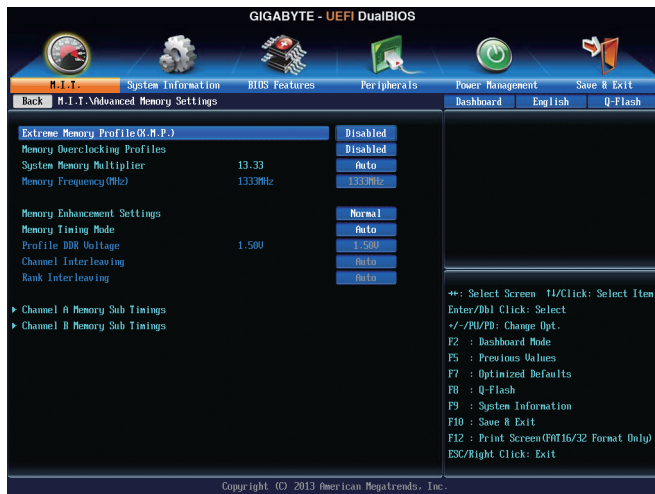 GIGABYTE - UEFI DualBIOS
M.I.T. System Information BIOS Features Peripherals Power Management Save & Exit
Back M.I.T.\Advanced Memory Settings Dashboard English Q-Flash
Extreme Memory Profile(X.M.P.) Disabled
Memory Overclocking Profiles Disabled
System Memory Multiplier 13.33 Auto
Memory Frequency(MHz) 1333MHz 1333MHz
Memory Enhancement Settings Normal
Memory Timing Mode Auto
Profile DDR Voltage 1.50V 1.50V
Channel Interleaving Auto
Rank Interleaving Auto
Channel A Memory Sub Timings
Channel B Memory Sub Timings
→←: Select Screen ↑↓/Click: Select Item
Enter/Dbl Click: Select
+/-/PU/PD: Change Opt.
F2 : Dashboard Mode
F5 : Previous Values
F7 : Optimized Defaults
F8 : Q-Flash
F9 : System Information
F10 : Save & Exit
F12 : Print Screen(FAT16/32 Format Only)
ESC/Right Click: Exit
Copyright (C) 2013 American Megatrends, Inc.